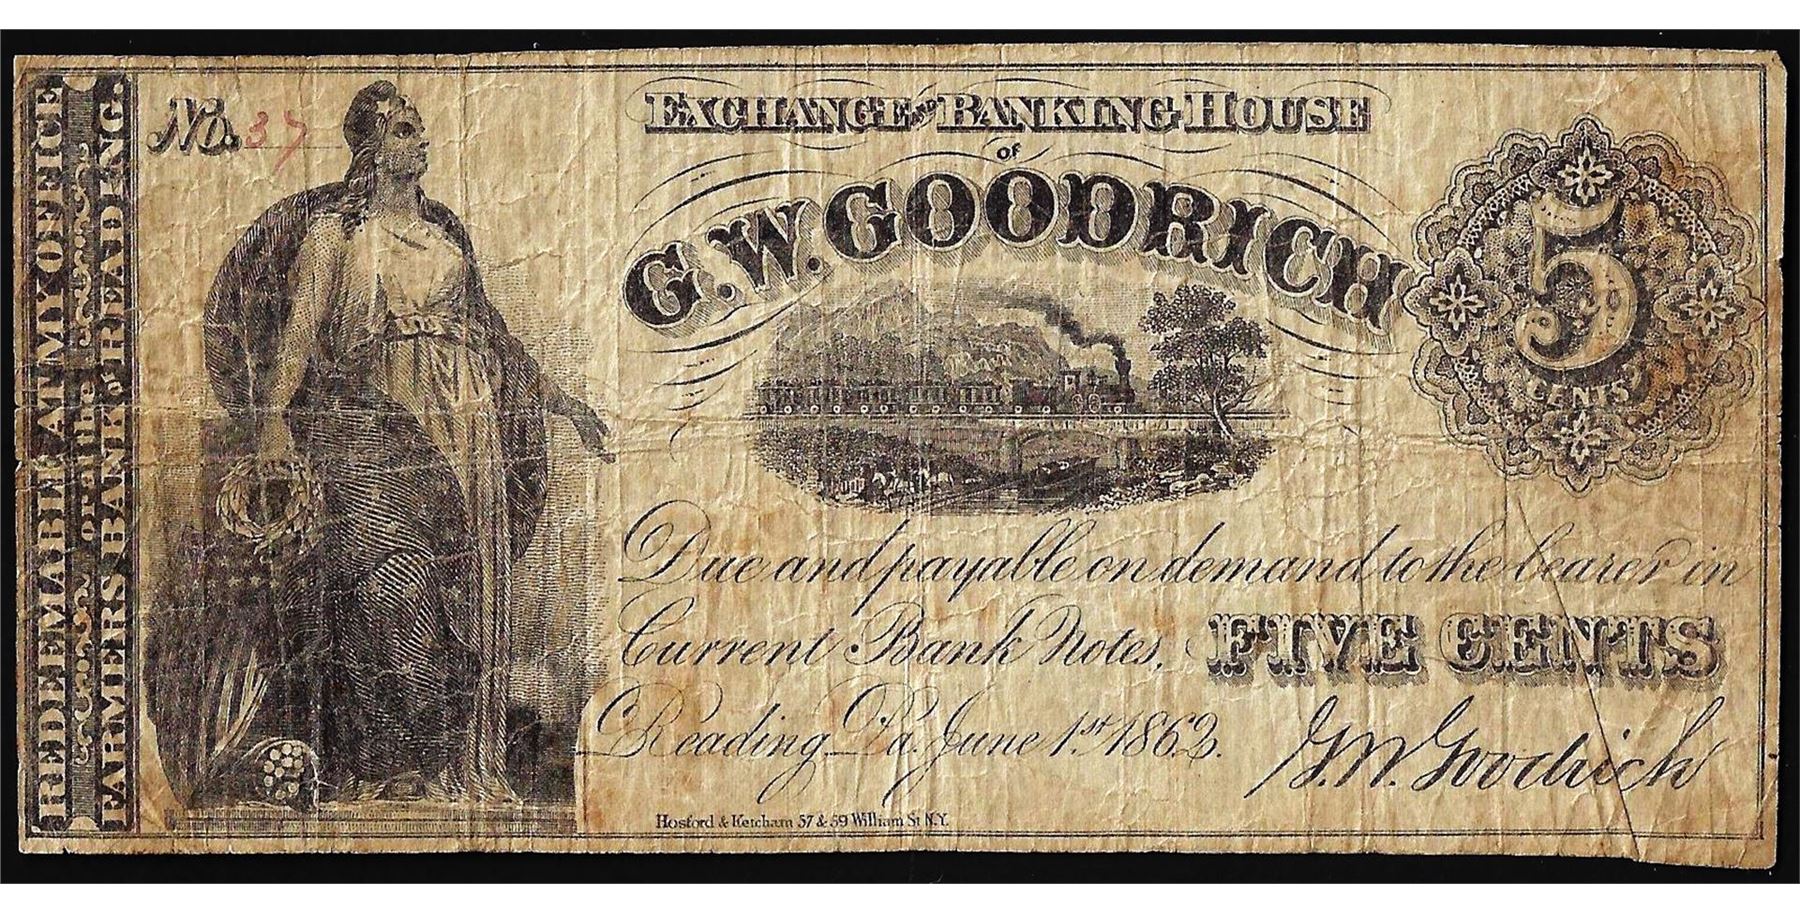 REDEEMABLE AT MY OFFICE
or at the
FARMERS BANK OF READING.
No. 37
EXCHANGE AND BANKING HOUSE
of
G. W. GOODRICH
5
CENTS
Due and payable on demand to the bearer in
Current Bank Notes, FIVE CENTS
Reading Pa. June 1st 1862.
G. W. Goodrich
Hosford & Ketcham 57 & 59 William St N.Y.